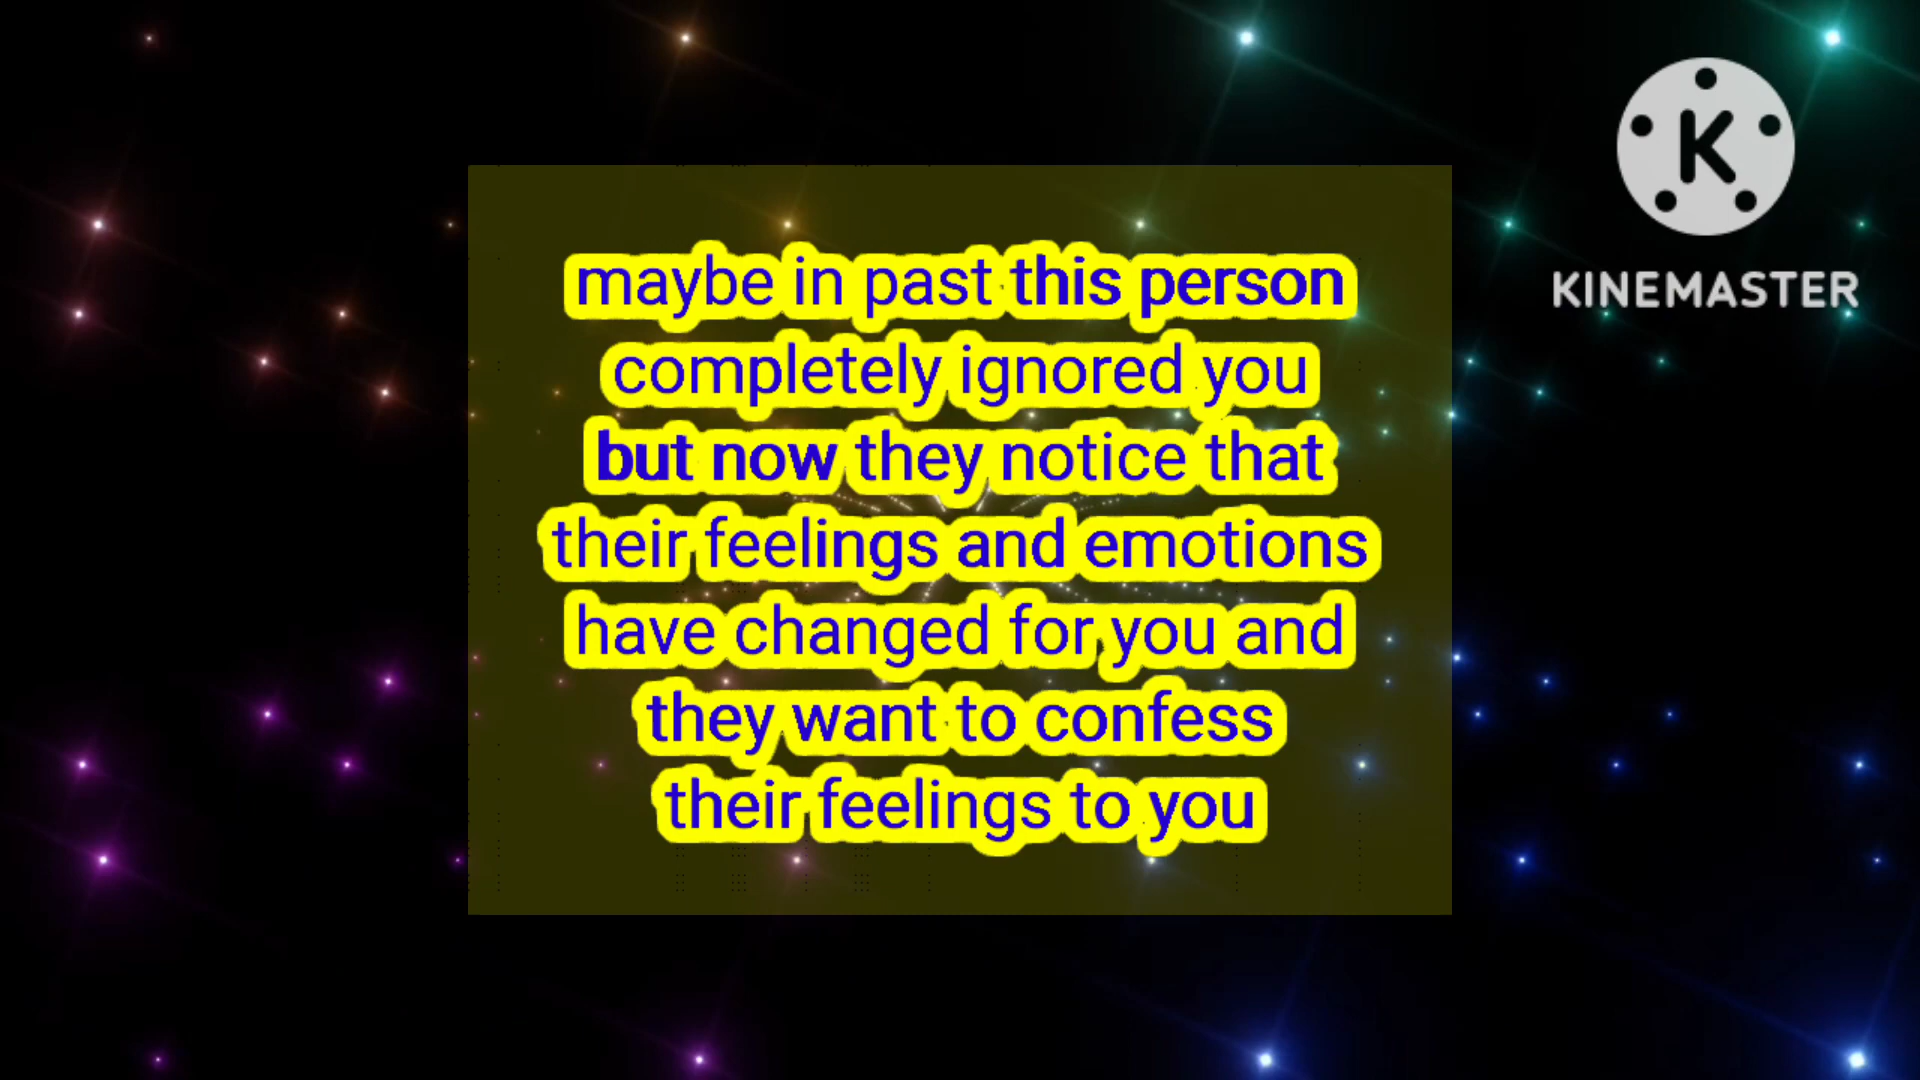 maybe in past this person
completely ignored you
but now they notice that
their feelings and emotions
have changed for you and
they want to confess
their feelings to you
K
KINEMASTER